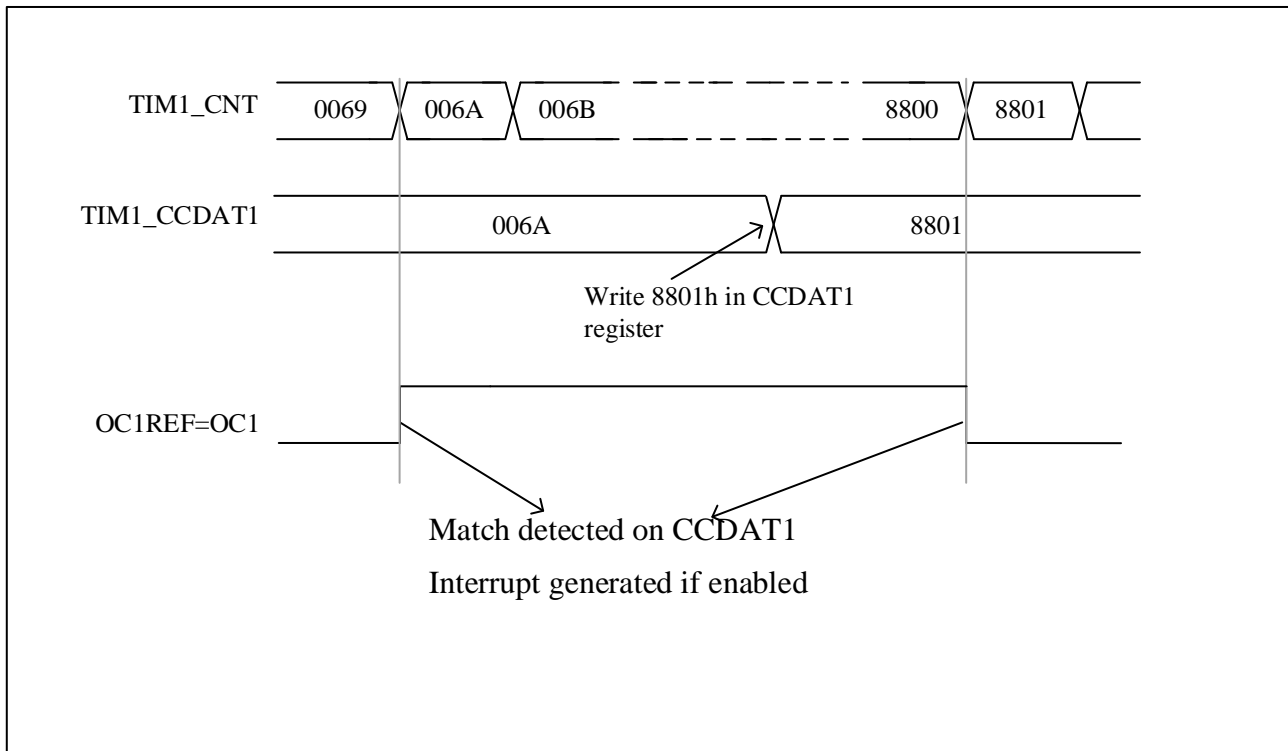 TIM1_CNT 0069 006A 006B 8800 8801
TIM1_CCDAT1 006A 8801
Write 8801h in CCDAT1
register
OC1REF=OC1
Match detected on CCDAT1
Interrupt generated if enabled